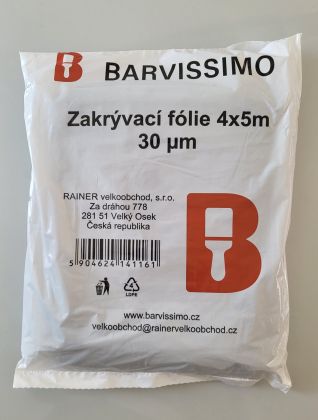 B BARVISSIMO
Zakrývací fólie 4x5m
30 µm
RAINER velkoobchod, s.r.o.
Za dráhou 778
281 51 Velký Osek
Česká republika
5 904624 141161
B
4
LDPE
www.barvissimo.cz
velkoobchod@rainervelkoobchod.cz